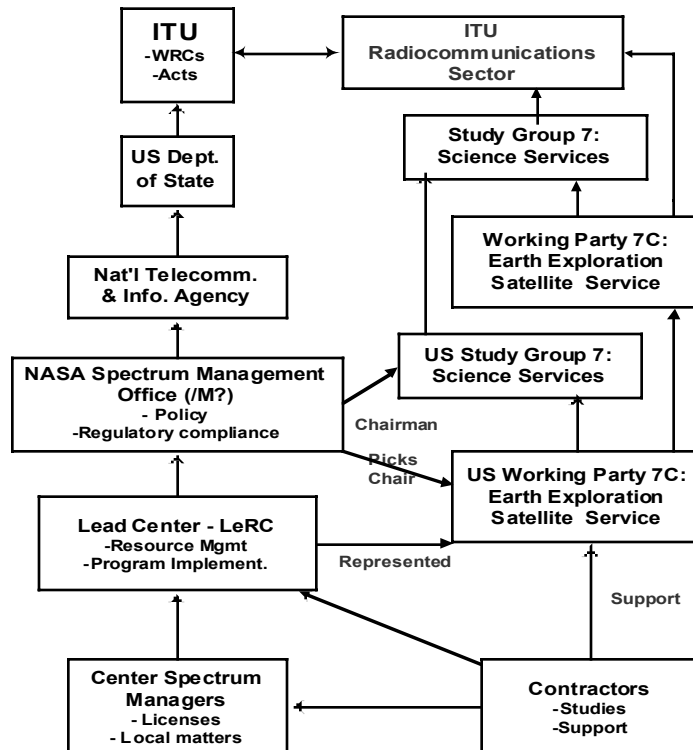 ITU
-WRCs
-Acts
ITU
Radiocommunications
Sector
Study Group 7:
Science Services
US Dept.
of State
Working Party 7C:
Earth Exploration
Satellite Service
Nat'l Telecomm.
& Info. Agency
US Study Group 7:
Science Services
NASA Spectrum Management
Office (/M?)
- Policy
-Regulatory compliance
Chairman
Picks
Chair
US Working Party 7C:
Earth Exploration
Satellite Service
Lead Center - LeRC
-Resource Mgmt
-Program Implement.
Represented
Support
Center Spectrum
Managers
- Licenses
- Local matters
Contractors
-Studies
-Support